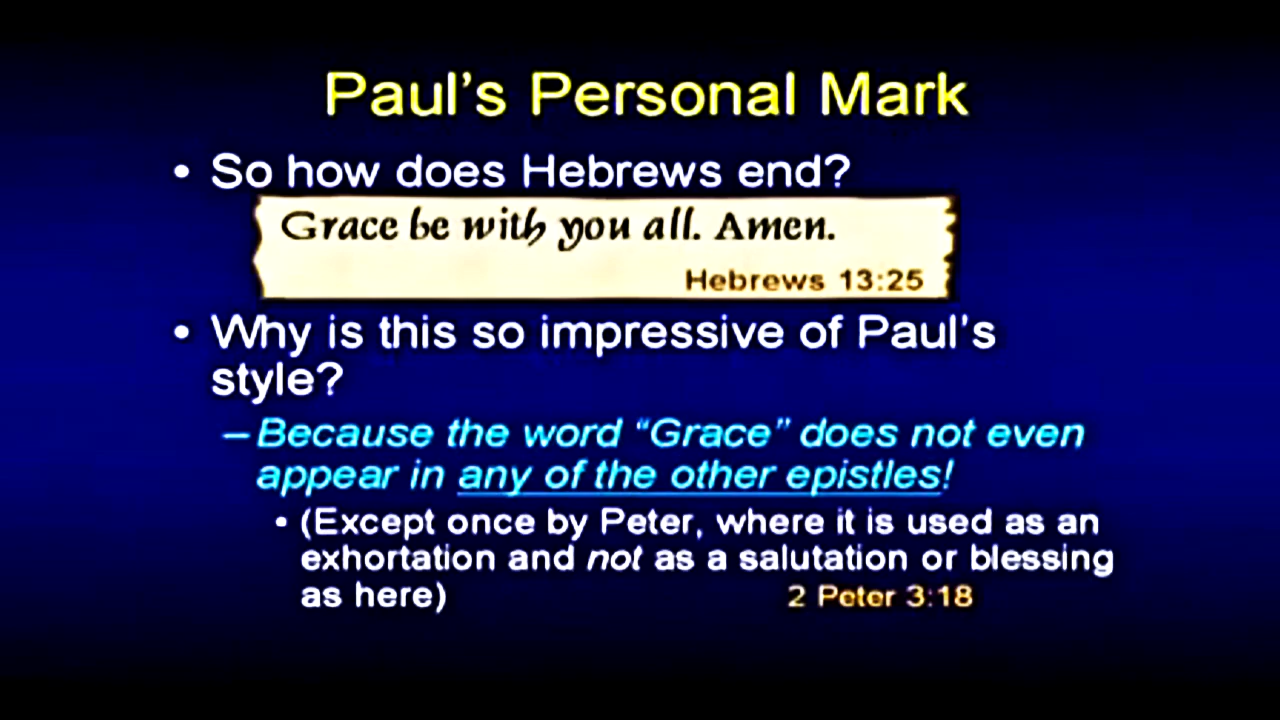 Paul's Personal Mark
• So how does Hebrews end?
Grace be with you all. Amen.
Hebrews 13:25
• Why is this so impressive of Paul's
style?
– Because the word "Grace" does not even
appear in any of the other epistles!
• (Except once by Peter, where it is used as an
exhortation and not as a salutation or blessing
as here) 2 Peter 3:18